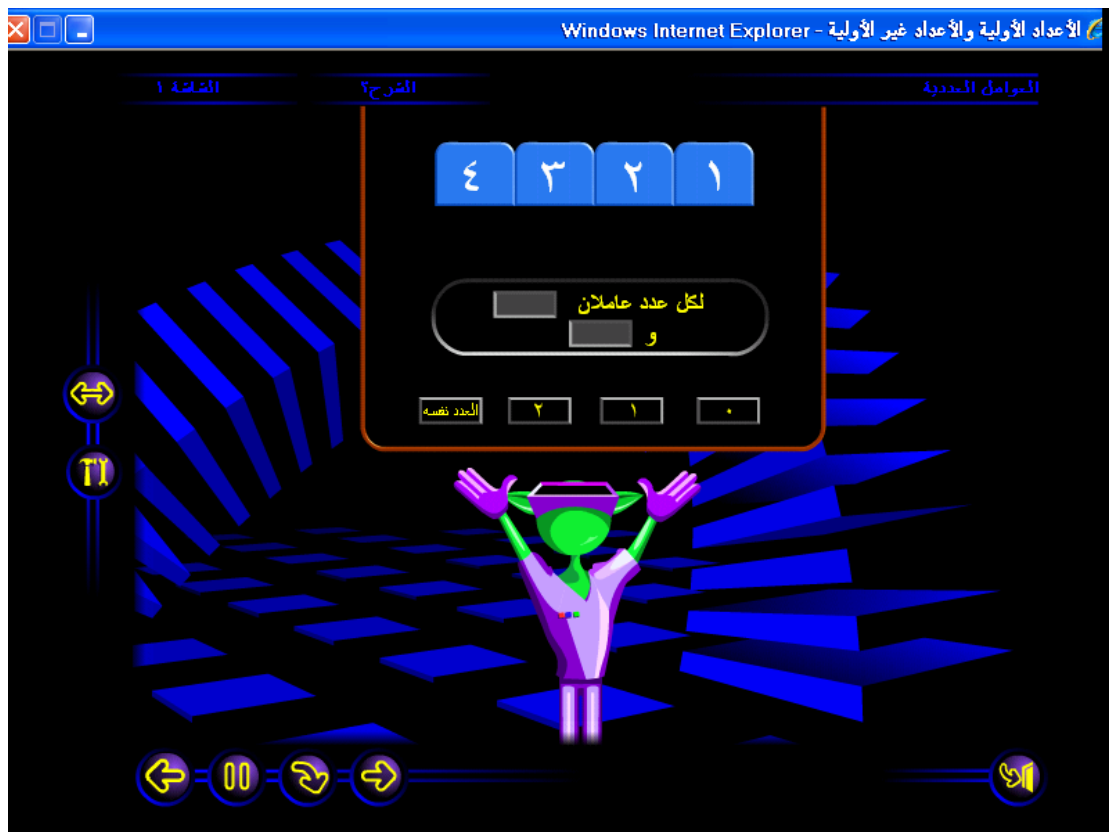 الأعداد الأولية والأعداد غير الأولية - Windows Internet Explorer
العوامل العددية
الشرح٢
الشاشة ١
١ ٢ ٣ ٤
لكل عدد عاملان
و
٠ ١ ٢ العدد نفسه